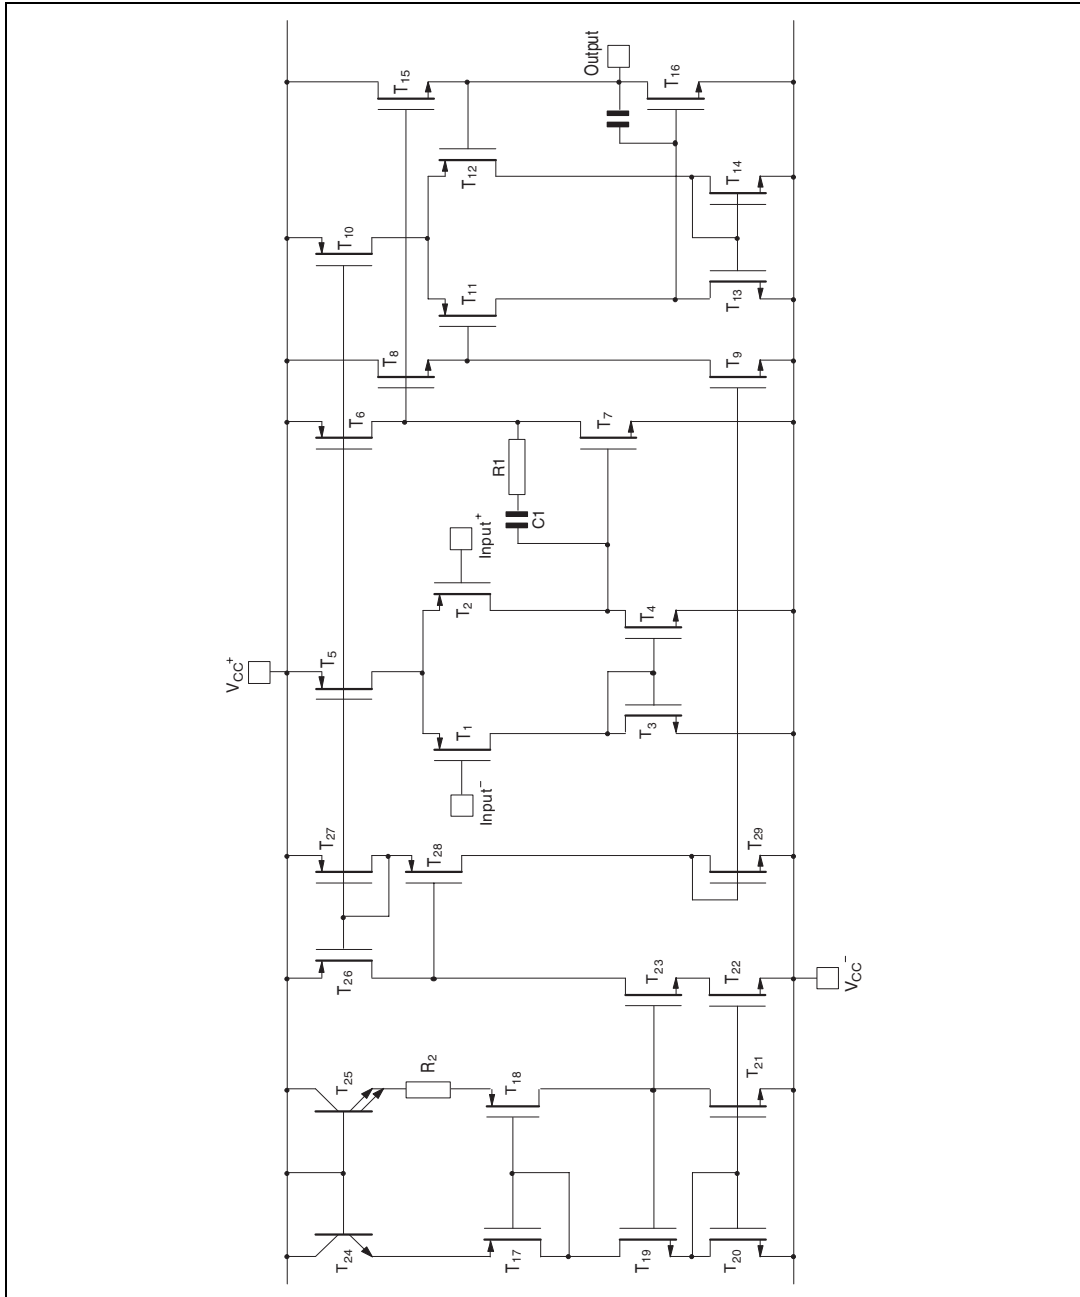 T24
T25
R2
T17
T18
T19
T20
T21
T26
T27
T28
T23
T22
T29
VCC-
VCC+
T5
Input-
T1
T2
Input+
T3
T4
C1
R1
T6
T7
T8
T9
T10
T11
T12
T13
T14
T15
Output
T16